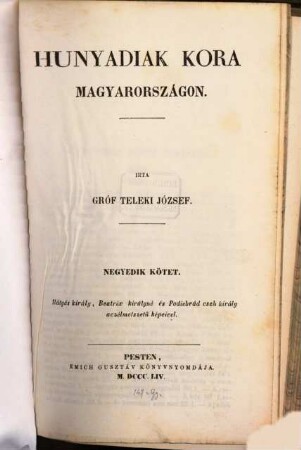 HUNYADIAK KORA
MAGYARORSZÁGON.
IRTA
GRÓF TELEKI JÓZSEF.
NEGYEDIK KÖTET.
Mátyás király, Beatrix királyné és Podiebrád cseh király
aczélmetszetű képeivel.
PESTEN,
EMICH GUSZTÁV KÖNYVNYOMDÁJA.
M. DCCC. LIV.